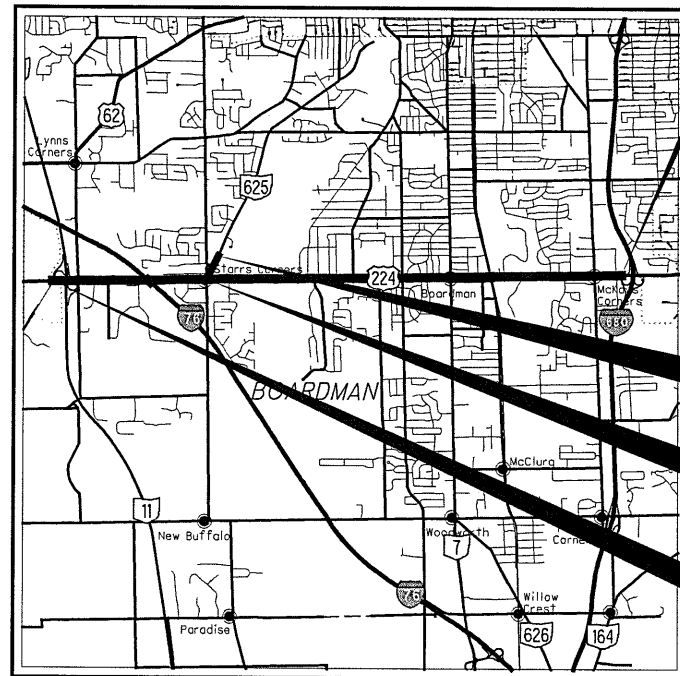 62
Lynns
Corners
625
Starrs Corners
224
Boardman
McKays
Corners
76
680
BOARDMAN
McClurg
11
New Buffalo
Woodworth
7
Corners
76
Willow
Crest
Paradise
626
164